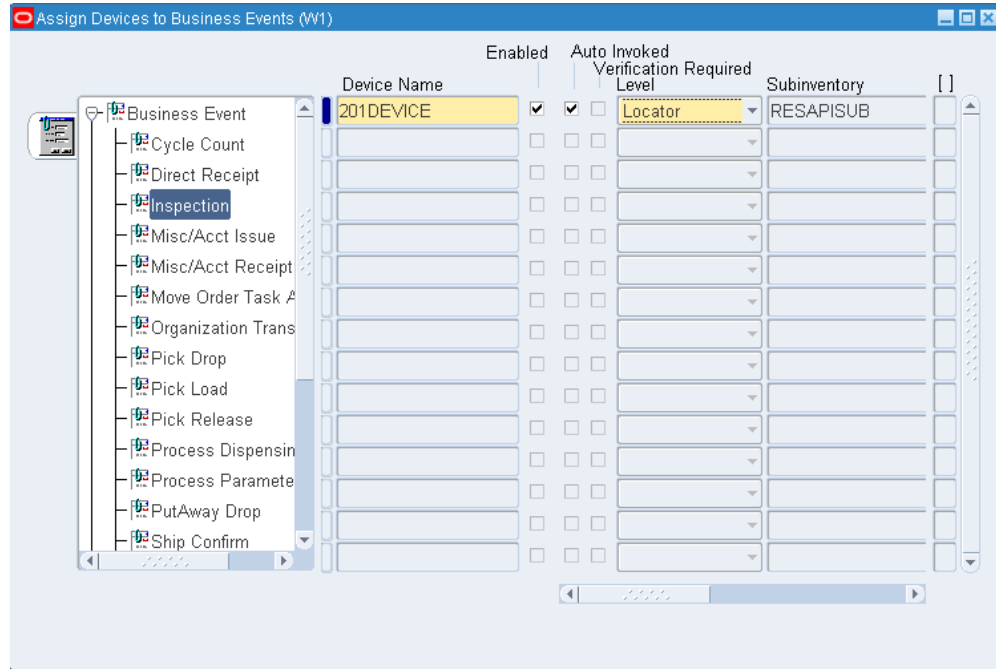 Assign Devices to Business Events (W1)
Enabled Auto Invoked
Verification Required
Device Name Level Subinventory [ ]
Business Event 201DEVICE Locator RESAPISUB
Cycle Count
Direct Receipt
Inspection
Misc/Acct Issue
Misc/Acct Receipt
Move Order Task A
Organization Trans
Pick Drop
Pick Load
Pick Release
Process Dispensin
Process Paramete
PutAway Drop
Ship Confirm